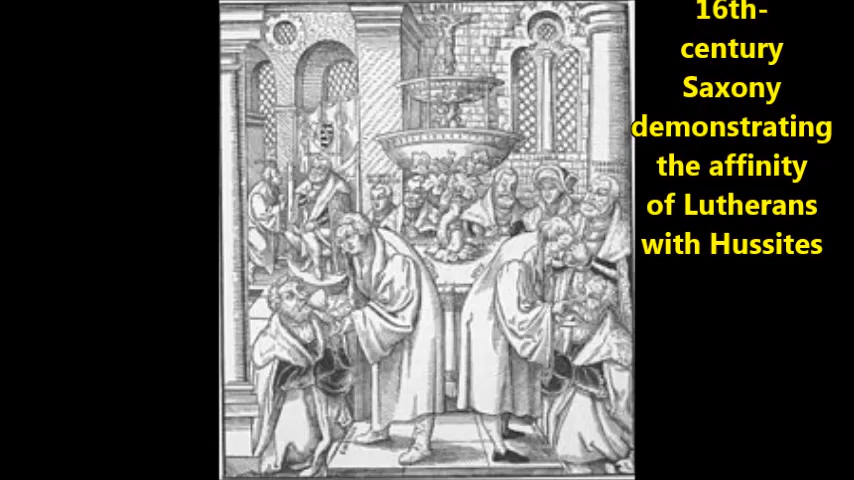 16th-
century
Saxony
demonstrating
the affinity
of Lutherans
with Hussites